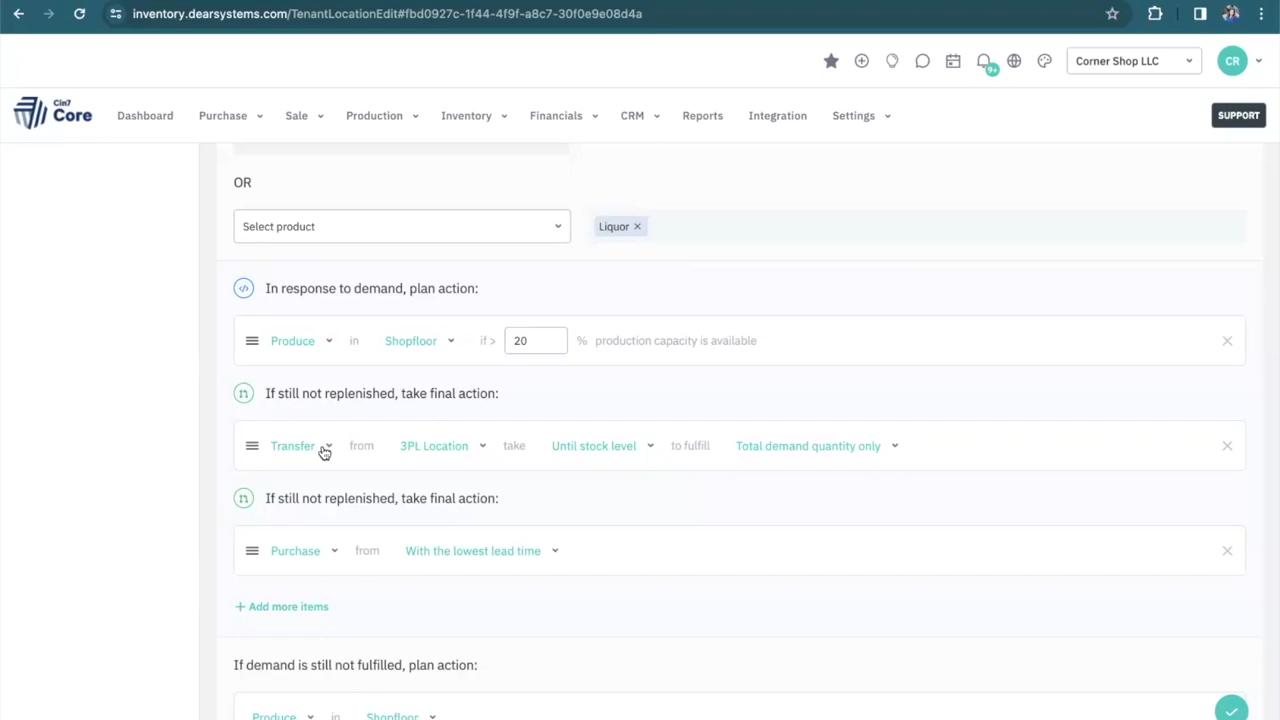 inventory.dearsystems.com/TenantLocationEdit#fbd0927c-1f44-4f9f-a8c7-30f0e9e08d4a
9+
Corner Shop LLC
CR
Cin7
Core
Dashboard Purchase Sale Production Inventory Financials CRM Reports Integration Settings SUPPORT
OR
Select product Liquor ×
In response to demand, plan action:
Produce in Shopfloor if > 20 % production capacity is available
If still not replenished, take final action:
Transfer from 3PL Location take Until stock level to fulfill Total demand quantity only
If still not replenished, take final action:
Purchase from With the lowest lead time
+ Add more items
If demand is still not fulfilled, plan action:
Produce in Shopfloor